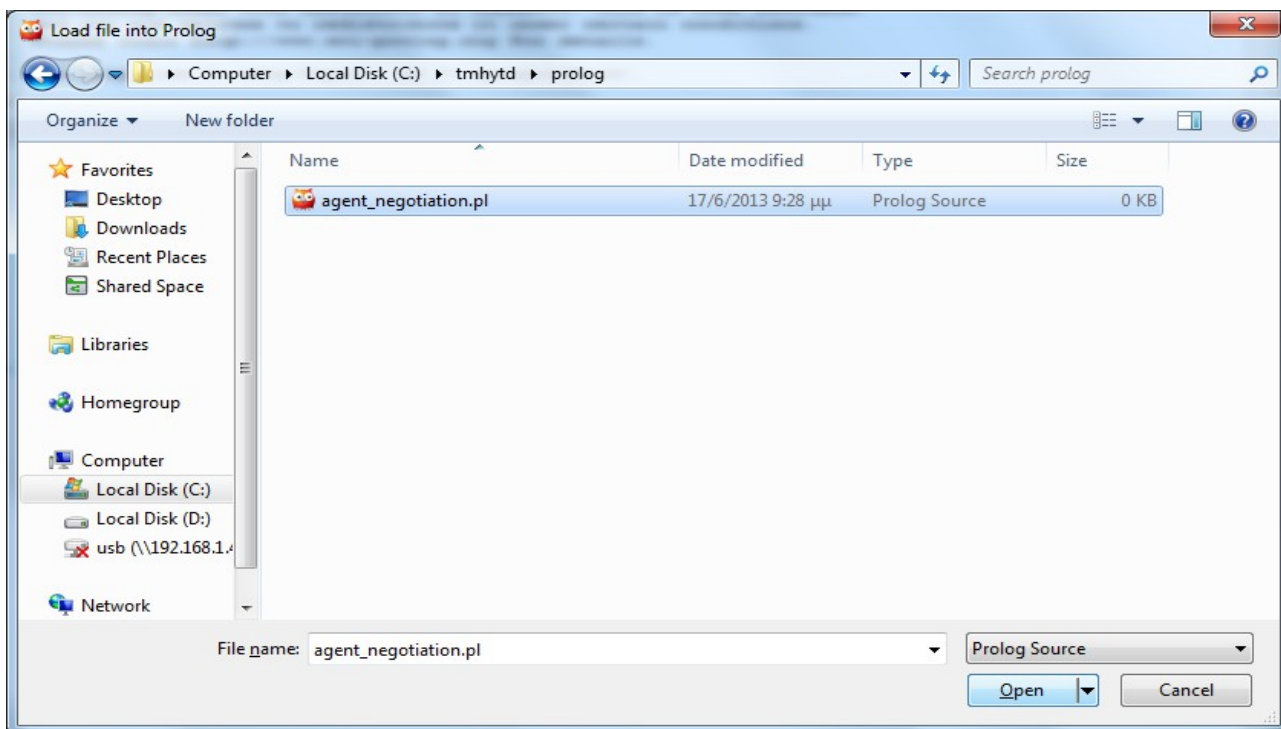 Load file into Prolog
Computer Local Disk (C:) tmhytd prolog
Search prolog
Organize New folder
Name Date modified Type Size
agent_negotiation.pl 17/6/2013 9:28 μμ Prolog Source 0 KB
Favorites
Desktop
Downloads
Recent Places
Shared Space
Libraries
Homegroup
Computer
Local Disk (C:)
Local Disk (D:)
usb (\\192.168.1.4
Network
File name: agent_negotiation.pl Prolog Source
Open Cancel